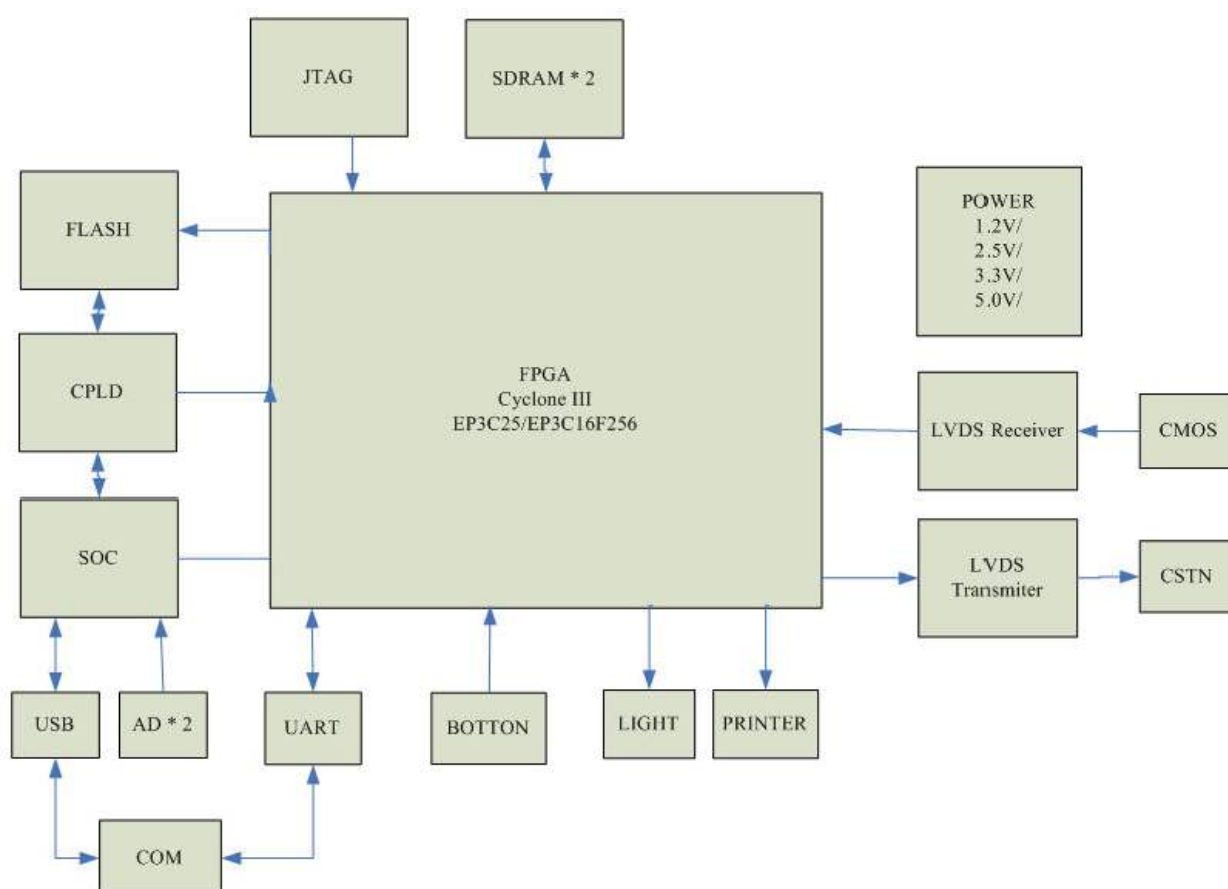 JTAG
SDRAM * 2
FLASH
POWER
1.2V/
2.5V/
3.3V/
5.0V/
CPLD
FPGA
Cyclone III
EP3C25/EP3C16F256
LVDS Receiver
CMOS
SOC
LVDS
Transmiter
CSTN
USB
AD * 2
UART
BOTTON
LIGHT
PRINTER
COM